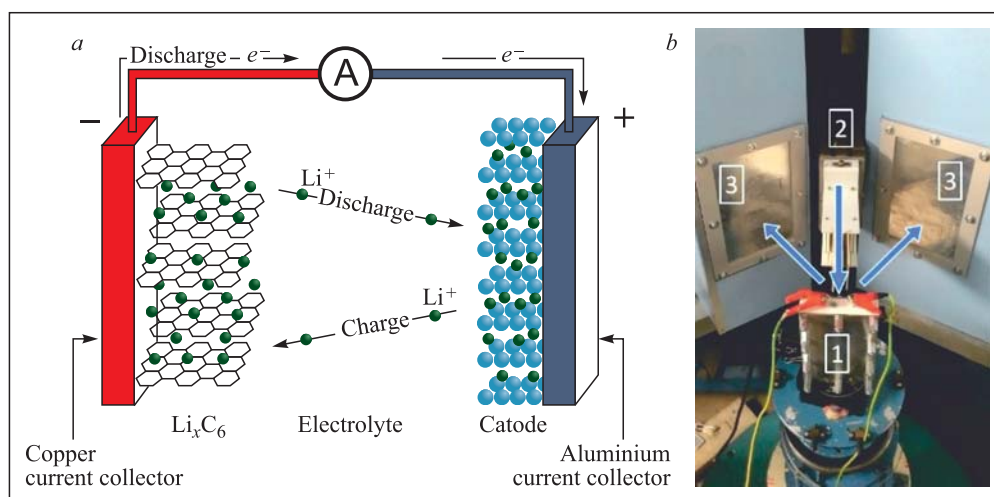 a
Discharge
e−
A
e−
b
−
+
Li+
Discharge
Li+
Charge
LixC6
Electrolyte
Catode
Copper
current collector
Aluminium
current collector
2
3
3
1